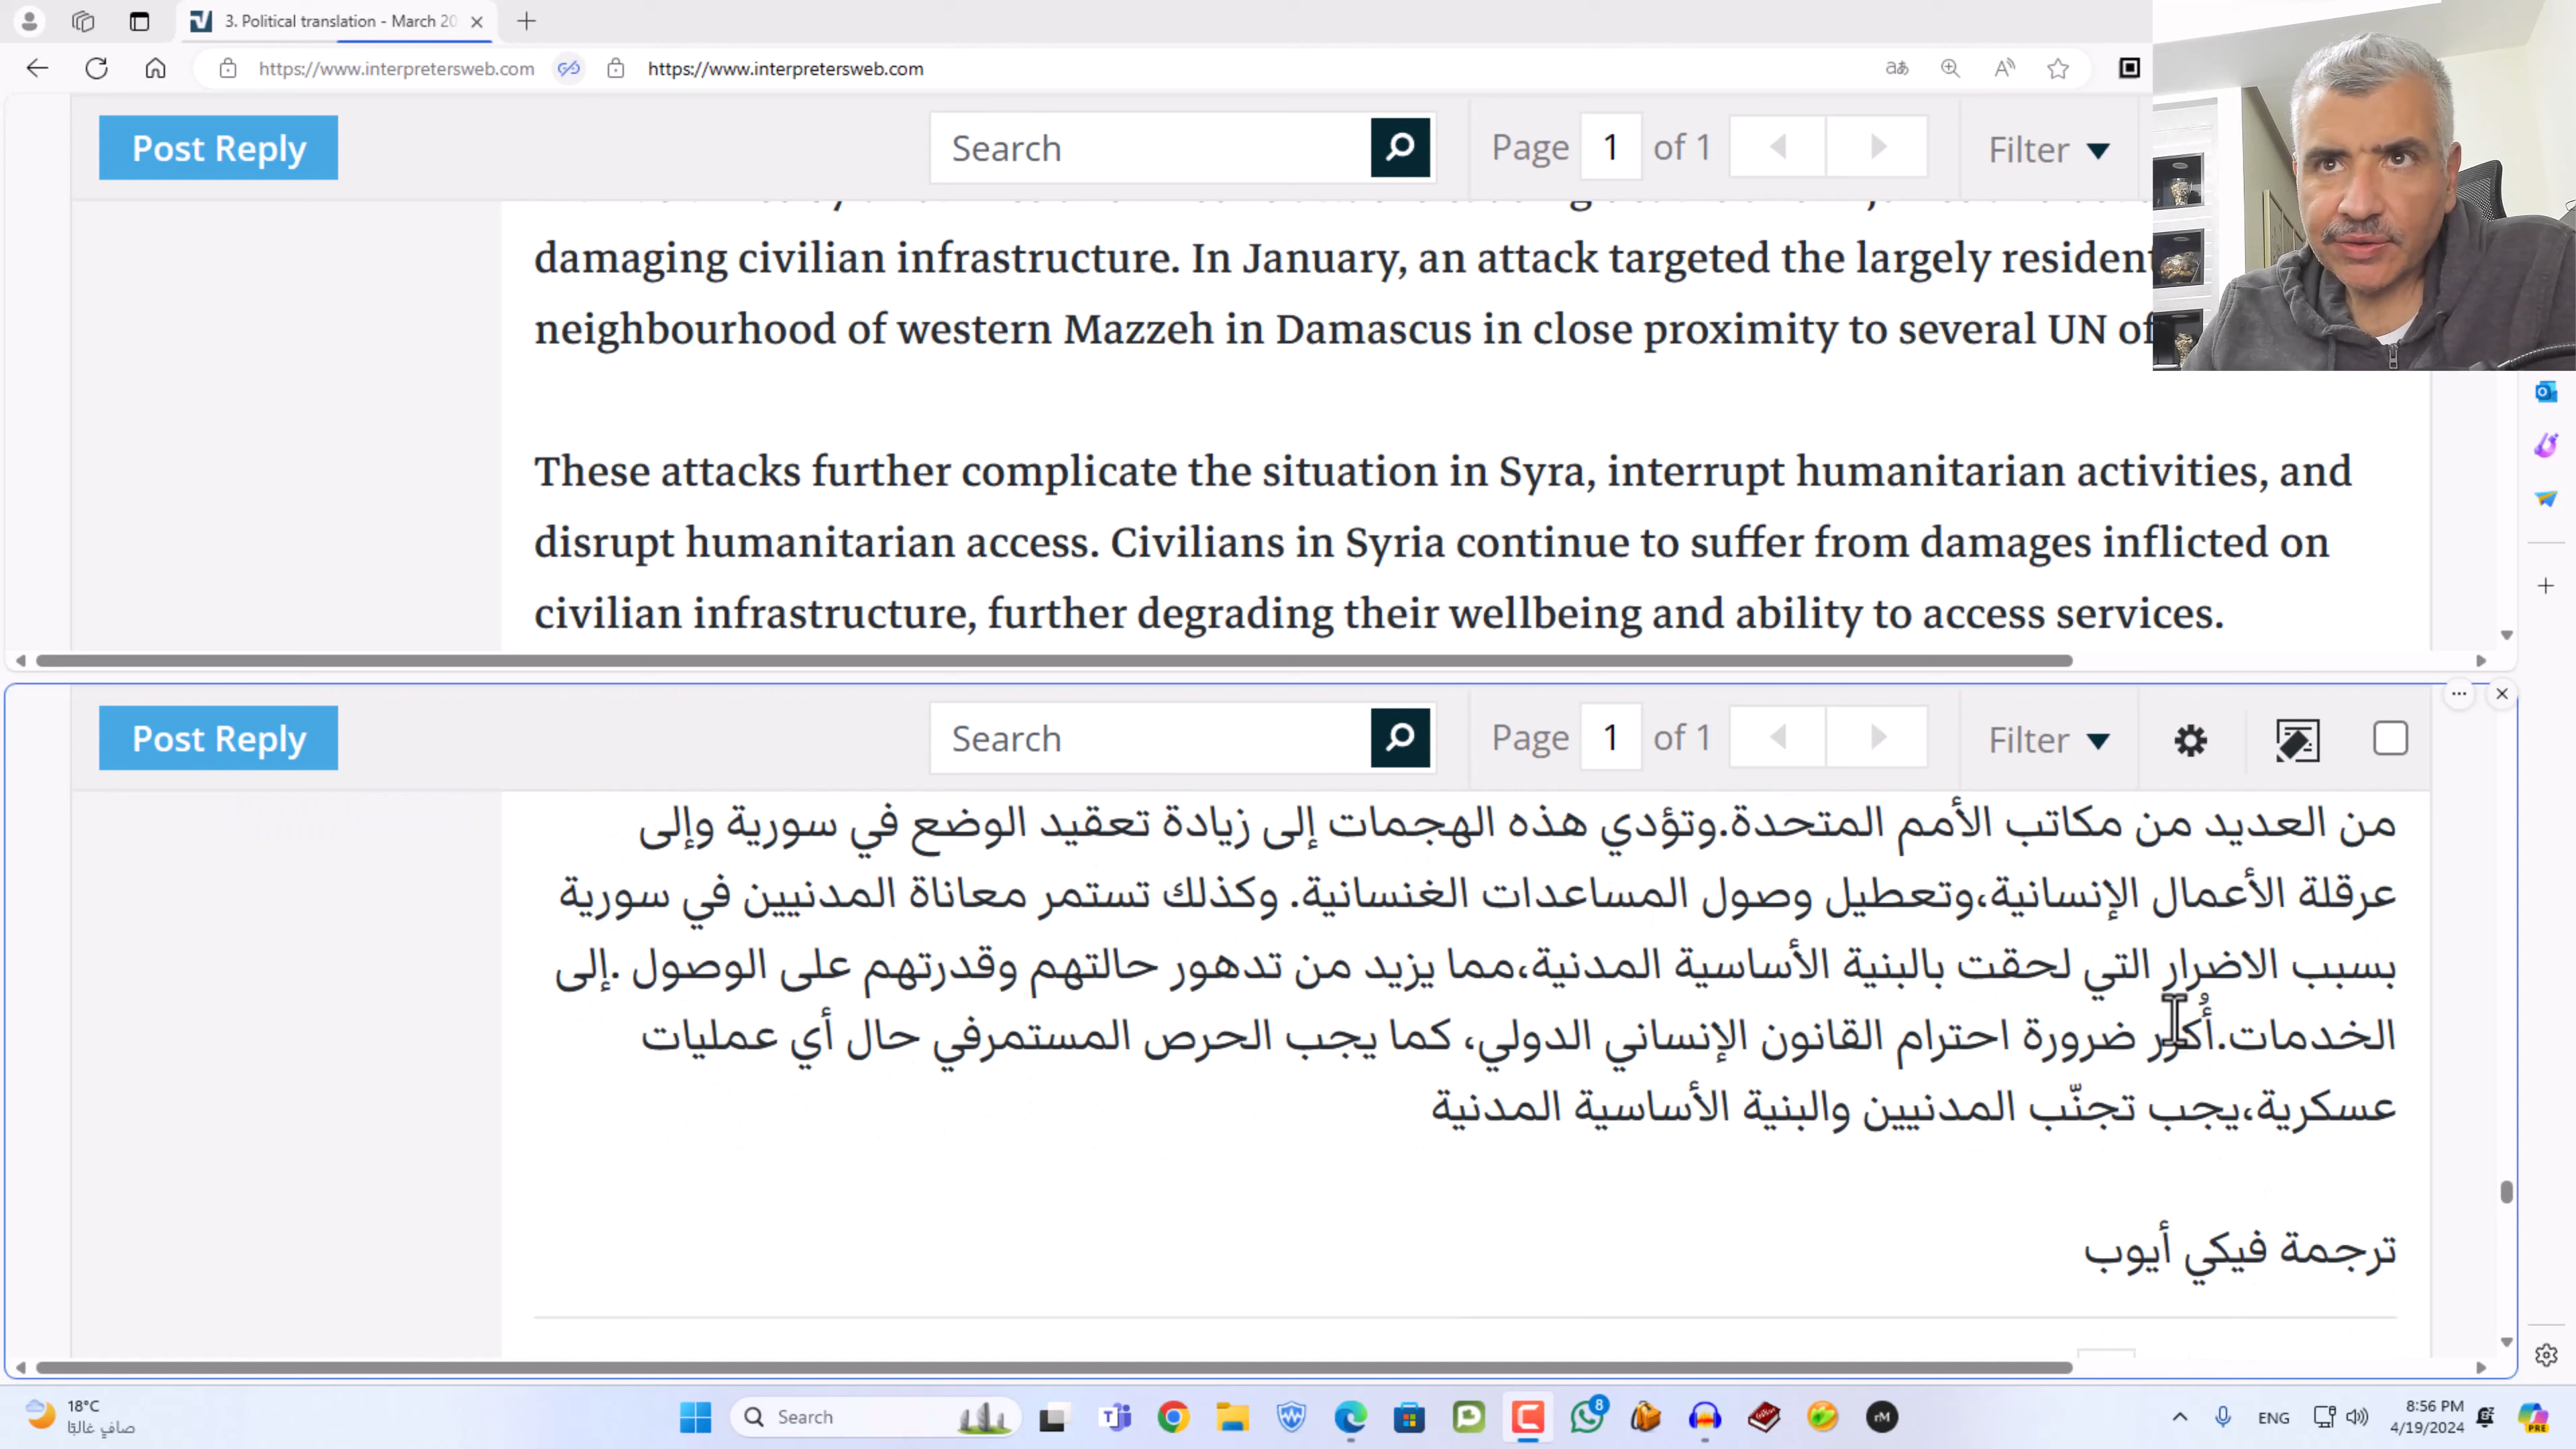 3. Political translation - March 20
https://www.interpretersweb.com
https://www.interpretersweb.com
Post Reply
Search
Page 1 of 1
Filter
damaging civilian infrastructure. In January, an attack targeted the largely resident
neighbourhood of western Mazzeh in Damascus in close proximity to several UN of
These attacks further complicate the situation in Syra, interrupt humanitarian activities, and
disrupt humanitarian access. Civilians in Syria continue to suffer from damages inflicted on
civilian infrastructure, further degrading their wellbeing and ability to access services.
Post Reply
Search
Page 1 of 1
Filter
من العديد من مكاتب الأمم المتحدة.وتؤدي هذه الهجمات إلى زيادة تعقيد الوضع في سورية وإلى
عرقلة الأعمال الإنسانية،وتعطيل وصول المساعدات الغنسانية. وكذلك تستمر معاناة المدنيين في سورية
بسبب الاضرار التي لحقت بالبنية الأساسية المدنية،مما يزيد من تدهور حالتهم وقدرتهم على الوصول .إلى
الخدمات.أُكرر ضرورة احترام القانون الإنساني الدولي، كما يجب الحرص المستمرفي حال أي عمليات
عسكرية،يجب تجنّب المدنيين والبنية الأساسية المدنية
ترجمة فيكي أيوب
18°C
صافٍ غالبًا
Search
8
rM
ENG
8:56 PM
4/19/2024
PRE